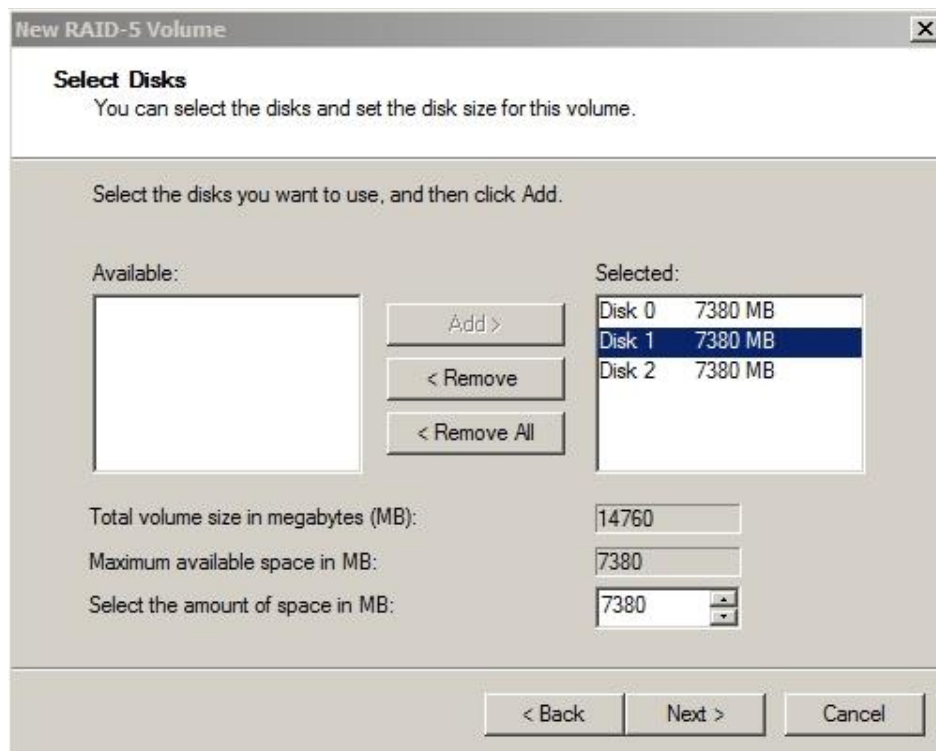 New RAID-5 Volume
Select Disks
You can select the disks and set the disk size for this volume.
Select the disks you want to use, and then click Add.
Available:
Selected:
Add >
< Remove
< Remove All
Disk 0 7380 MB
Disk 1 7380 MB
Disk 2 7380 MB
Total volume size in megabytes (MB): 14760
Maximum available space in MB: 7380
Select the amount of space in MB: 7380
< Back Next > Cancel